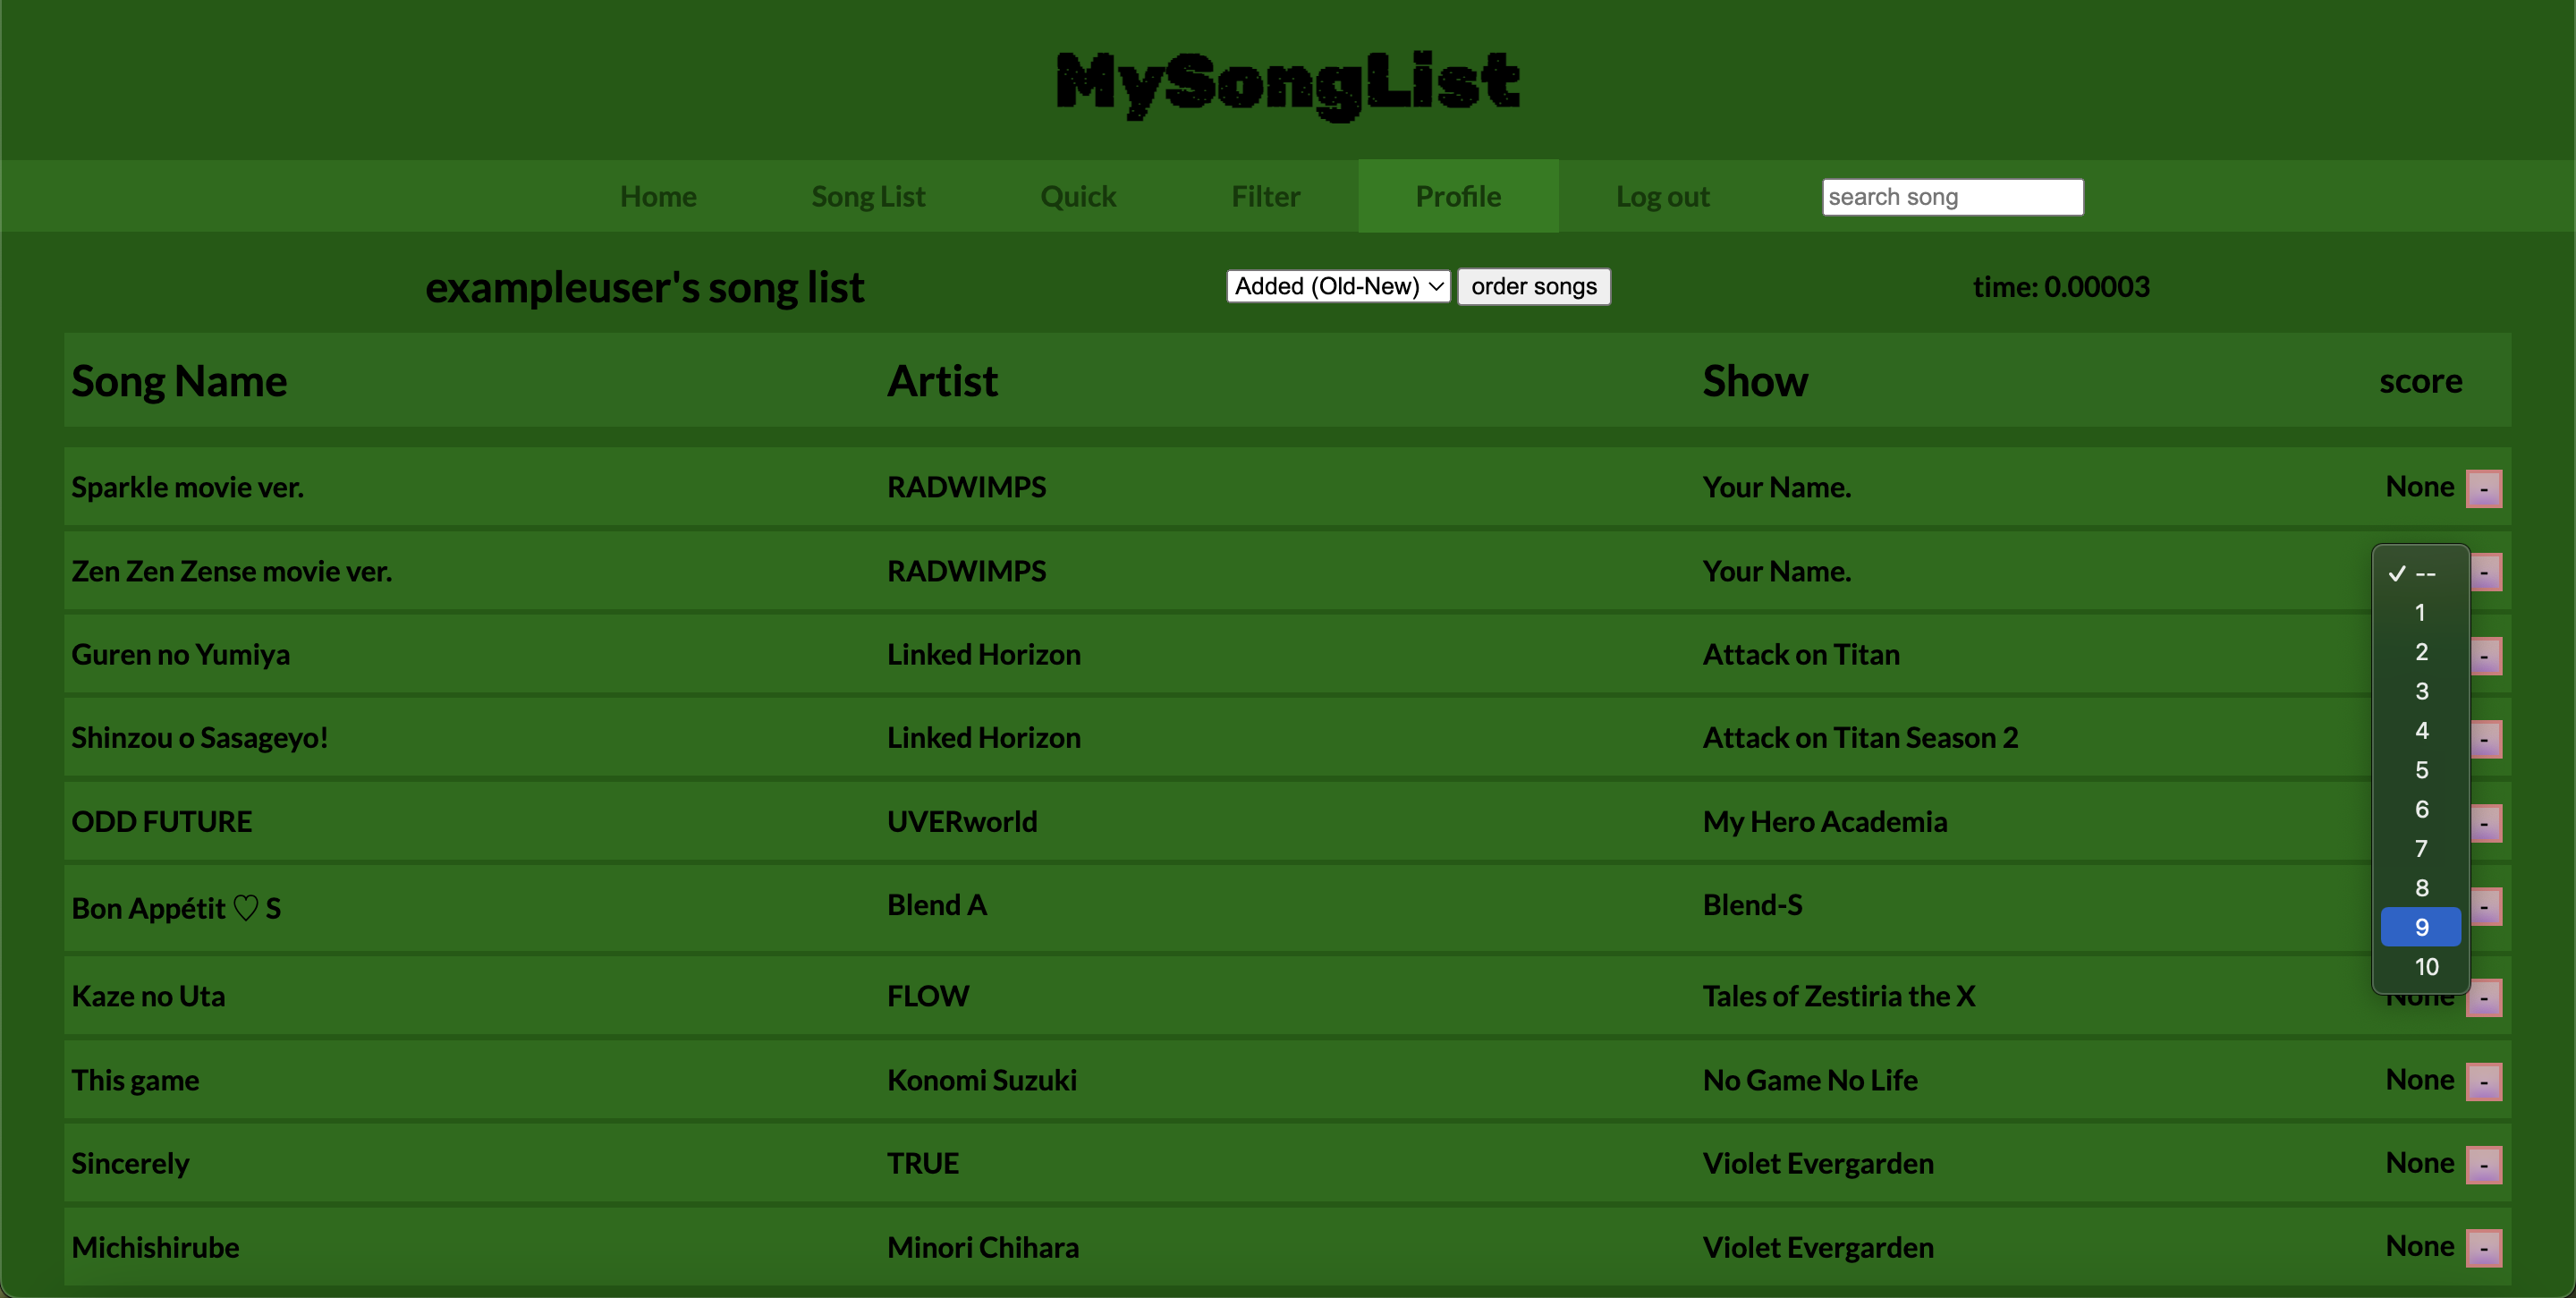 MySongList
Home Song List Quick Filter Profile Log out search song
exampleuser's song list Added (Old-New) order songs time: 0.00003
Song Name Artist Show score
Sparkle movie ver. RADWIMPS Your Name. None -
Zen Zen Zense movie ver. RADWIMPS Your Name. ✓ -- -
1
Guren no Yumiya Linked Horizon Attack on Titan 2 -
3
Shinzou o Sasageyo! Linked Horizon Attack on Titan Season 2 4 -
5
ODD FUTURE UVERworld My Hero Academia 6 -
7
8
Bon Appétit ♡ S Blend A Blend-S 9 -
10
Kaze no Uta FLOW Tales of Zestiria the X None -
This game Konomi Suzuki No Game No Life None -
Sincerely TRUE Violet Evergarden None -
Michishirube Minori Chihara Violet Evergarden None -